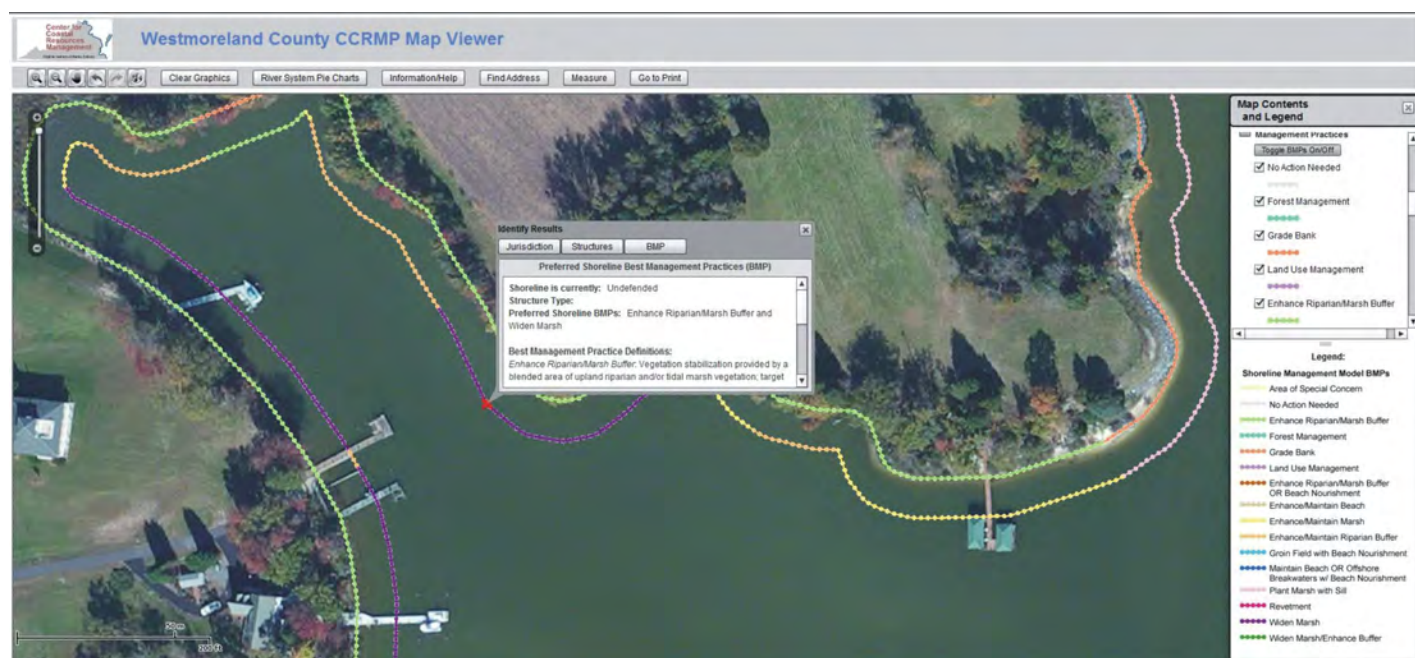 Center for
Coastal
Resources
Management
Westmoreland County CCRMP Map Viewer
Clear Graphics
River System Pie Charts
Information/Help
Find Address
Measure
Go to Print
Map Contents
and Legend
Management Practices
Toggle BMPs On/Off
No Action Needed
Forest Management
Grade Bank
Land Use Management
Enhance Riparian/Marsh Buffer
Identify Results
Jurisdiction
Structures
BMP
Preferred Shoreline Best Management Practices (BMP)
Shoreline is currently: Undefended
Structure Type:
Preferred Shoreline BMPs: Enhance Riparian/Marsh Buffer and
Widen Marsh
Best Management Practice Definitions:
Enhance Riparian/Marsh Buffer: Vegetation stabilization provided by a
blended area of upland riparian and/or tidal marsh vegetation; target
Legend:
Shoreline Management Model BMPs
Area of Special Concern
No Action Needed
Enhance Riparian/Marsh Buffer
Forest Management
Grade Bank
Land Use Management
Enhance Riparian/Marsh Buffer
OR Beach Nourishment
Enhance/Maintain Beach
Enhance/Maintain Marsh
Enhance/Maintain Riparian Buffer
Groin Field with Beach Nourishment
Maintain Beach OR Offshore
Breakwaters w/ Beach Nourishment
Plant Marsh with Sill
Revetment
Widen Marsh
Widen Marsh/Enhance Buffer
50 m
200 ft